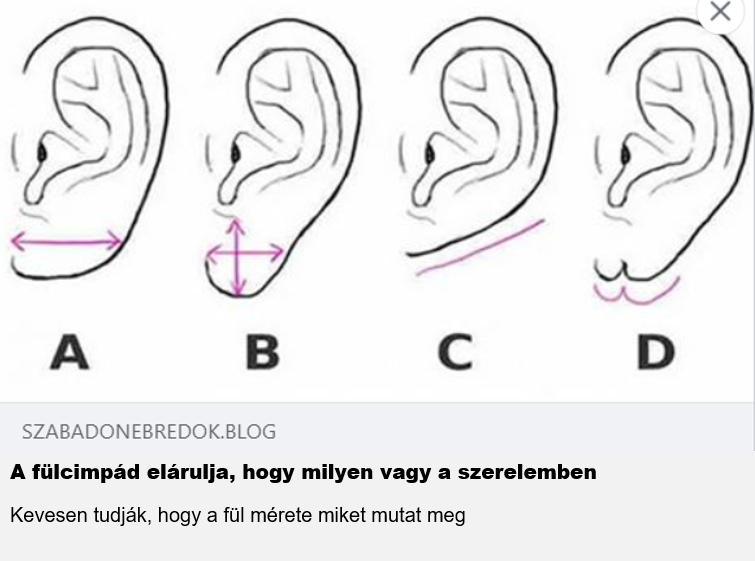 A B C D
SZABADONEBREDOK.BLOG
A fülcimpád elárulja, hogy milyen vagy a szerelemben
Kevesen tudják, hogy a fül mérete miket mutat meg